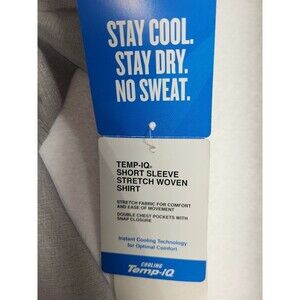 STAY COOL.
STAY DRY.
NO SWEAT.
TEMP-IQ®
SHORT SLEEVE
STRETCH WOVEN
SHIRT
STRETCH FABRIC FOR COMFORT
AND EASE OF MOVEMENT
DOUBLE CHEST POCKETS WITH
SNAP CLOSURE
Instant Cooling Technology
for Optimal Comfort
COOLING
Temp-iQ